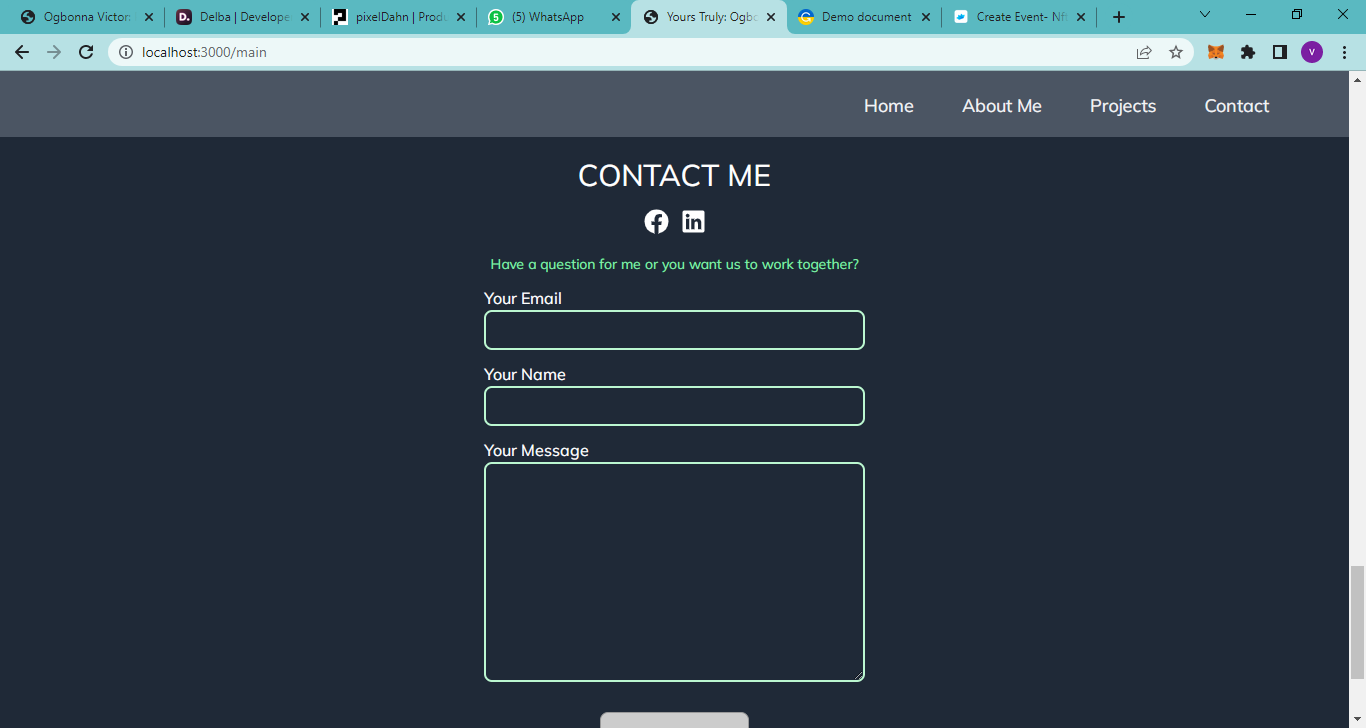 Ogbonna Victor:
Delba | Develope
pixelDahn | Produ
(5) WhatsApp
Yours Truly: Ogbo
Demo document
Create Event- Nf
localhost:3000/main
V
Home About Me Projects Contact
CONTACT ME
Have a question for me or you want us to work together?
Your Email
Your Name
Your Message